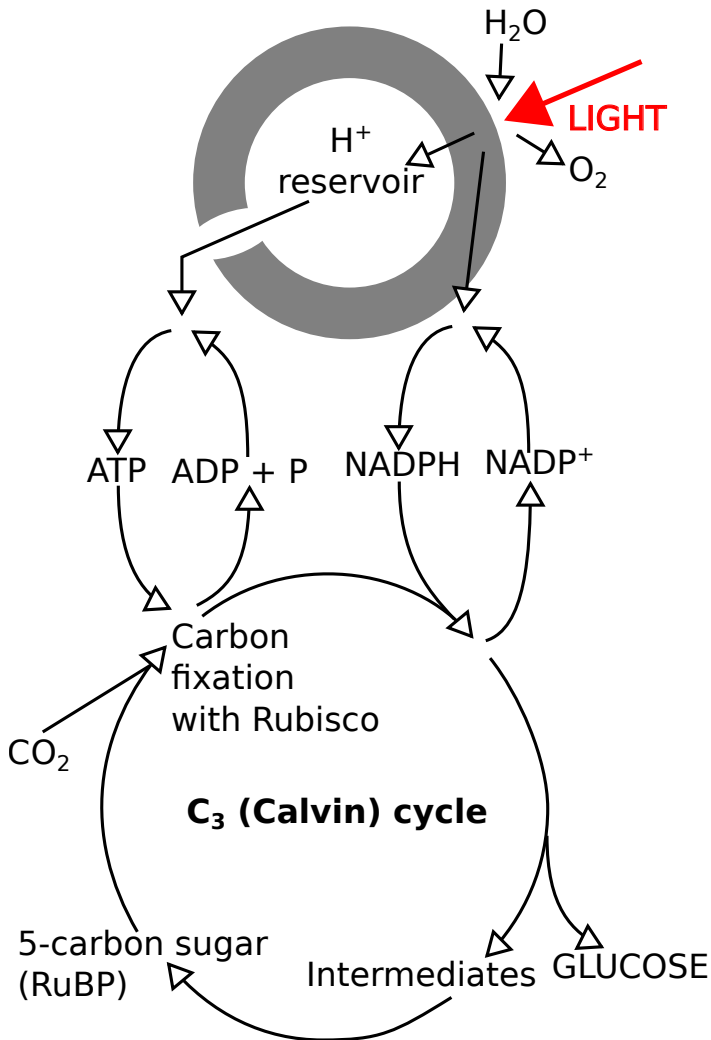 H₂O
LIGHT
H⁺
reservoir
O₂
ATP
ADP + P
NADPH
NADP⁺
Carbon
fixation
with Rubisco
CO₂
C₃ (Calvin) cycle
5-carbon sugar
(RuBP)
Intermediates
GLUCOSE